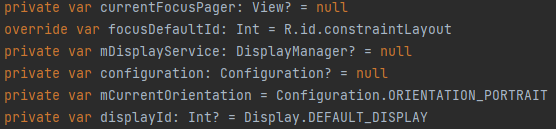 private var currentFocusPager: View? = null
override var focusDefaultId: Int = R.id.constraintLayout
private var mDisplayService: DisplayManager? = null
private var configuration: Configuration? = null
private var mCurrentOrientation = Configuration.ORIENTATION_PORTRAIT
private var displayId: Int? = Display.DEFAULT_DISPLAY